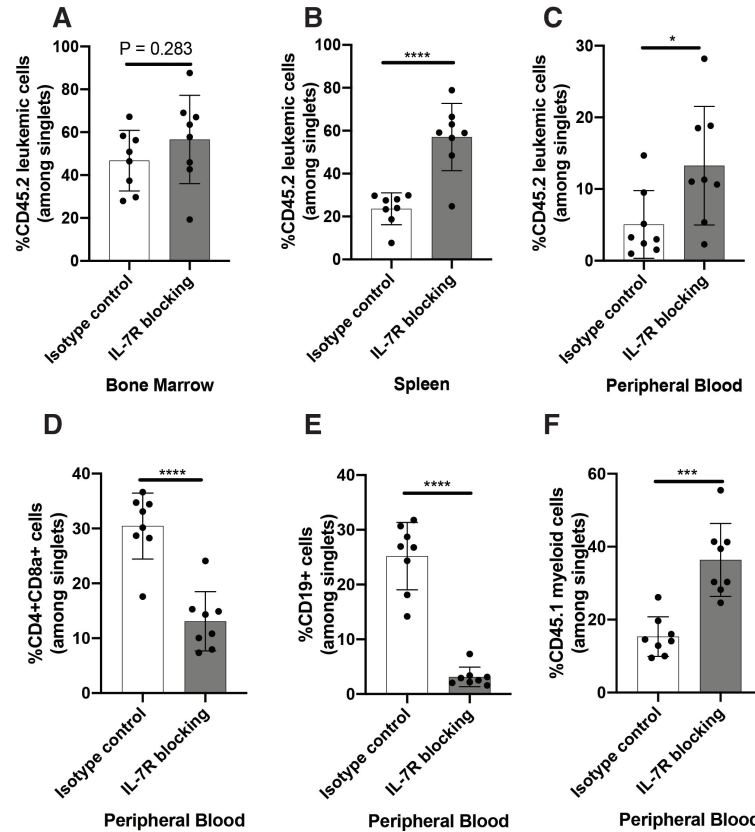 A
B
C
%CD45.2 leukemic cells
(among singlets)
100
80
60
40
20
0
P = 0.283
Isotype control
IL-7R blocking
Bone Marrow
%CD45.2 leukemic cells
(among singlets)
100
80
60
40
20
0
****
Isotype control
IL-7R blocking
Spleen
%CD45.2 leukemic cells
(among singlets)
30
20
10
0
*
Isotype control
IL-7R blocking
Peripheral Blood
D
E
F
%CD4+CD8a+ cells
(among singlets)
40
30
20
10
0
****
Isotype control
IL-7R blocking
Peripheral Blood
%CD19+ cells
(among singlets)
40
30
20
10
0
****
Isotype control
IL-7R blocking
Peripheral Blood
%CD45.1 myeloid cells
(among singlets)
60
40
20
0
***
Isotype control
IL-7R blocking
Peripheral Blood